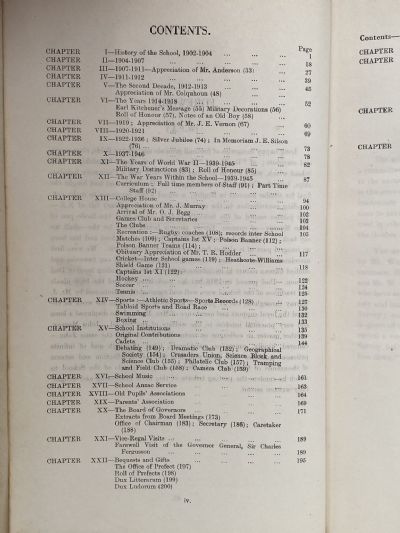 CONTENTS.
Page
CHAPTER I—History of the School, 1902-1904 ... ... ... 1
CHAPTER II—1904-1907 ... ... ... ... ... 18
CHAPTER III—1907-1911—Appreciation of Mr. Anderson (33) ... 27
CHAPTER IV—1911-1912 ... ... ... ... ... 39
CHAPTER V—The Second Decade, 1912-1913 ... ... ... 45
Appreciation of Mr. Colquhoun (48)
CHAPTER VI—The Years 1914-1918 ... ... ... ... 52
Earl Kitchener's Message (55) Military Decorations (56)
Roll of Honour (57), Notes of an Old Boy (58) ...
CHAPTER VII—1919; Appreciation of Mr. J. E. Vernon (67) ... 60
CHAPTER VIII—1920-1921 ... ... ... ... ... 69
CHAPTER IX—1922-1936; Silver Jubilee (74); In Memoriam J. E. Silson
(76) ... ... ... ... ... 73
CHAPTER X—1937-1946 ... ... ... ... ... 78
CHAPTER XI—The Years of World War II—1939-1945 ... ... 82
Military Distinctions (83); Roll of Honour (85)
CHAPTER XII—The War Years Within the School—1939-1945 ... 87
Curriculum; Full time members of Staff (91); Part Time
Staff (92)
CHAPTER XIII—College House ... ... ... ... 94
Appreciation of Mr. J. Murray ... ... ... 100
Arrival of Mr. O. J. Begg ... ... ... 102
Games Club and Secretaries ... ... ... 102
The Clubs ... ... ... ... 104
Recreation:—Rugby coaches (108); records inter School 105
Matches (109); Captains 1st XV; Polson Banner (112);
Polson Banner Teams (114);
Obituary Appreciation of Mr. T. R. Hodder ... 117
Cricket—Inter School games (119); Heathcote-Williams
Shield Game (121) ... ... ... 118
Captains 1st XI (122):
Hockey ... ... ... ... 122
Soccer ... ... ... ... 124
Tennis ... ... ... ... 125
CHAPTER XIV—Sports:—Athletic Sports—Sports Records (128) ... 127
Tabloid Sports and Road Race ... ... ... 130
Swimming ... ... ... ... 132
Boxing ... ... ... ... 133
CHAPTER XV—School Institutions ... ... ... ... 135
Original Constitutions ... ... ... 139
Cadets ... ... ... ... 144
Debating (149); Dramatic Club (152); Geographical
Society (154); Crusaders Union, Science Block and
Science Club (155); Philatelic Club (157); Tramping
and Field Club (158); Camera Club (159)
CHAPTER XVI—School Music ... ... ... ... 161
CHAPTER XVII—School Anzac Service ... ... ... 163
CHAPTER XVIII—Old Pupils' Associations ... ... ... 164
CHAPTER XIX—Parents' Association ... ... ... 169
CHAPTER XX—The Board of Governors ... ... ... 171
Extracts from Board Meetings (173)
Office of Chairman (183); Secretary (186); Caretaker
(188)
CHAPTER XXI—Vice-Regal Visits ... ... ... ... 189
Farewell Visit of the Governor General, Sir Charles
Fergusson ... ... ... ... 189
CHAPTER XXII—Bequests and Gifts ... ... ... 195
The Office of Prefect (197)
Roll of Prefects (198)
Dux Litterarum (199)
Dux Ludorum (200)
iv.
Contents—
CHAPTER
CHAPTER
CHAPTER
CHAPTER